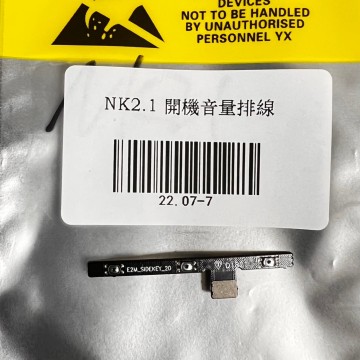 DEVICES
NOT TO BE HANDLED
BY UNAUTHORISED
PERSONNEL YX
NK2.1 開機音量排線
22.07-7
E2M_SIDEKEY_20